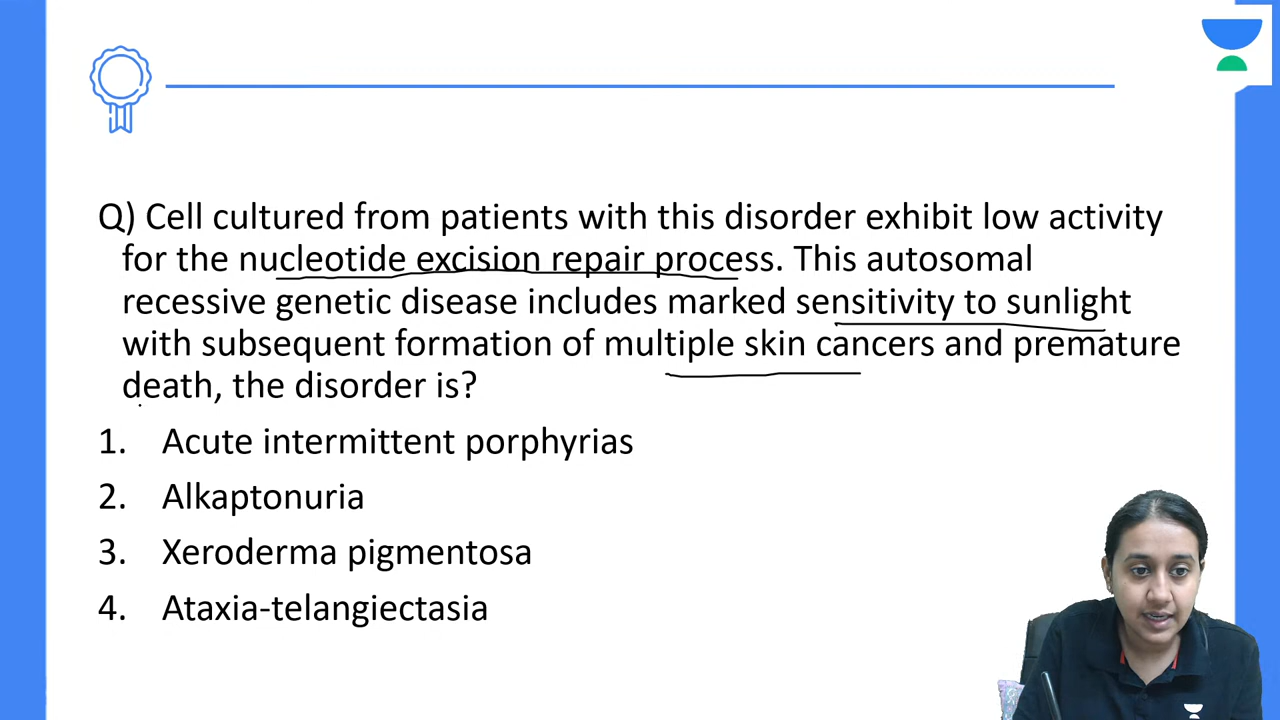 Q) Cell cultured from patients with this disorder exhibit low activity
for the nucleotide excision repair process. This autosomal
recessive genetic disease includes marked sensitivity to sunlight
with subsequent formation of multiple skin cancers and premature
death, the disorder is?
1. Acute intermittent porphyrias
2. Alkaptonuria
3. Xeroderma pigmentosa
4. Ataxia-telangiectasia